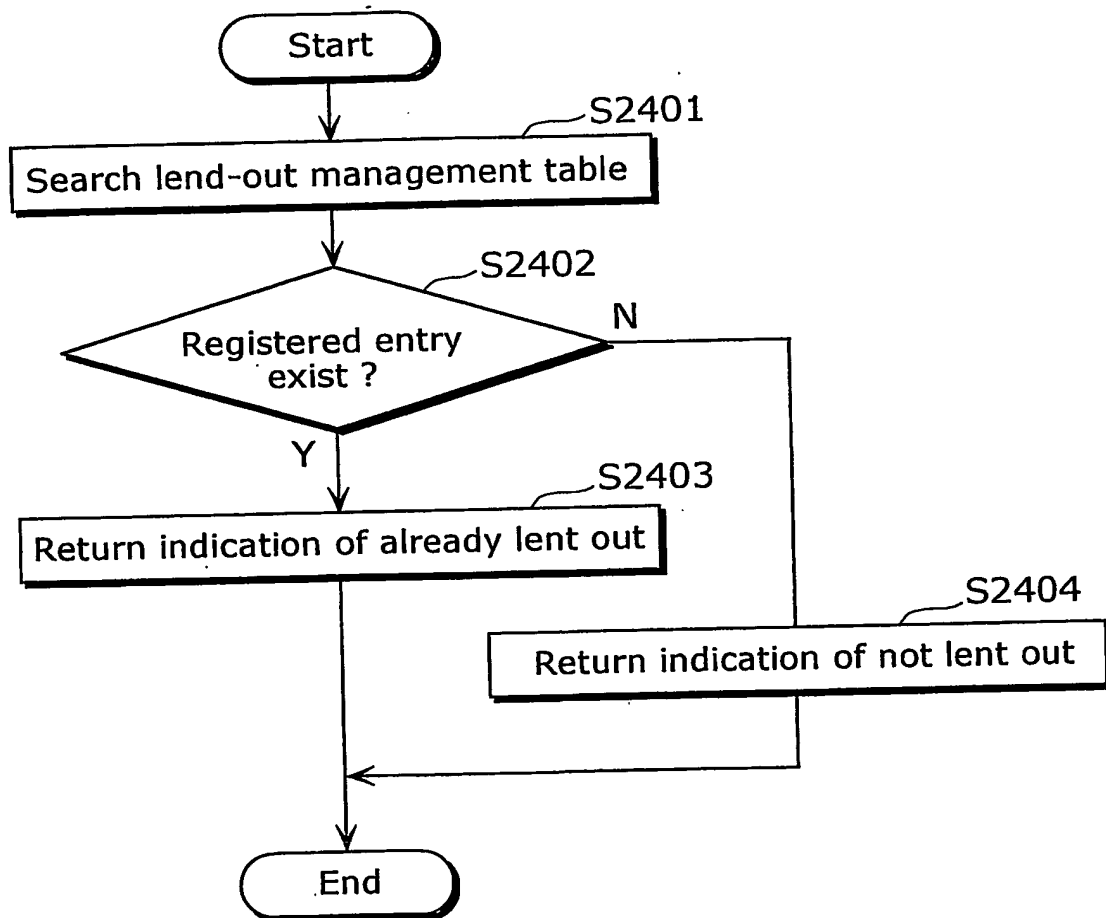 Start
S2401
Search lend-out management table
S2402
Registered entry
exist ?
N
Y
S2403
Return indication of already lent out
S2404
Return indication of not lent out
End